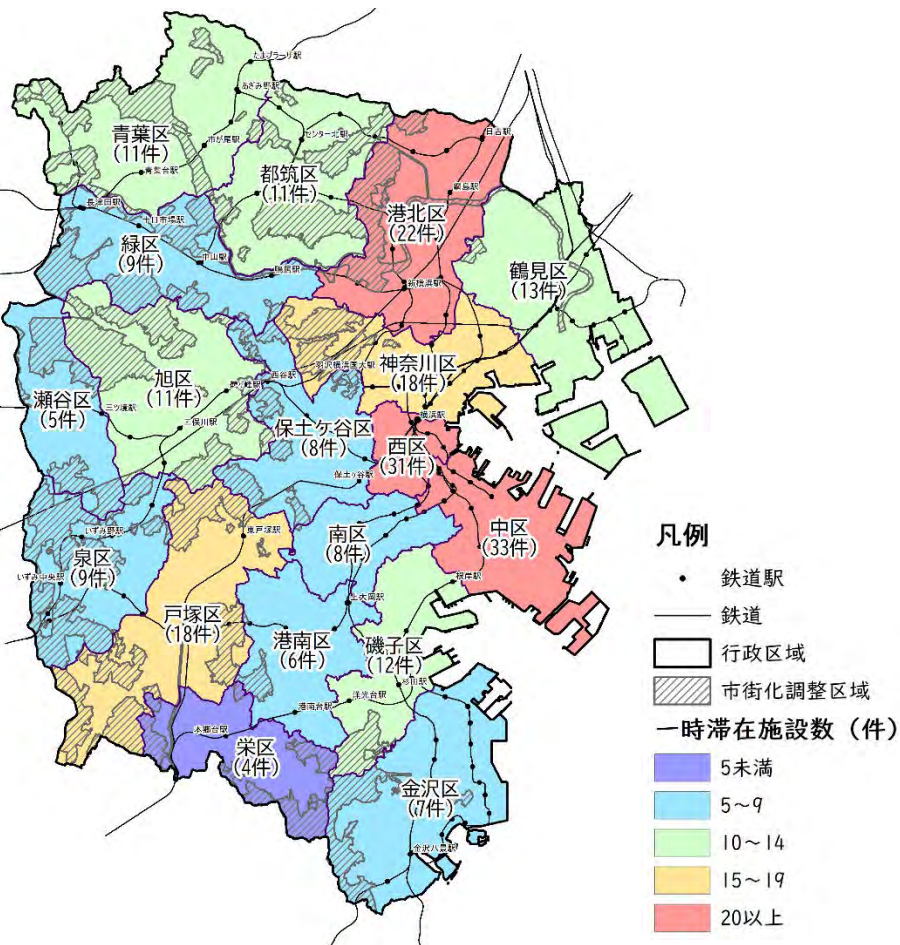 たまプラーザ駅
あざみ野駅
青葉区
(11件)
市が尾駅
青葉台駅
センター北駅
都筑区
(11件)
日吉駅
綱島駅
港北区
(22件)
新横浜駅
長津田駅
十日市場駅
緑区
(9件)
中山駅
鴨居駅
鶴見区
(13件)
羽沢横浜国大駅
神奈川区
(18件)
西谷駅
鶴ヶ峰駅
旭区
(11件)
瀬谷区
(5件)
三ツ境駅
二俣川駅
保土ケ谷区
(8件)
保土ヶ谷駅
横浜駅
西区
(31件)
中区
(33件)
南区
(8件)
東戸塚駅
いずみ野駅
泉区
(9件)
いずみ中央駅
戸塚区
(18件)
上大岡駅
根岸駅
港南区
(6件)
磯子区
(12件)
杉田駅
洋光台駅
港南台駅
本郷台駅
栄区
(4件)
金沢区
(7件)
金沢八景駅
凡例
鉄道駅
鉄道
行政区域
市街化調整区域
一時滞在施設数（件）
5未満
5～9
10～14
15～19
20以上